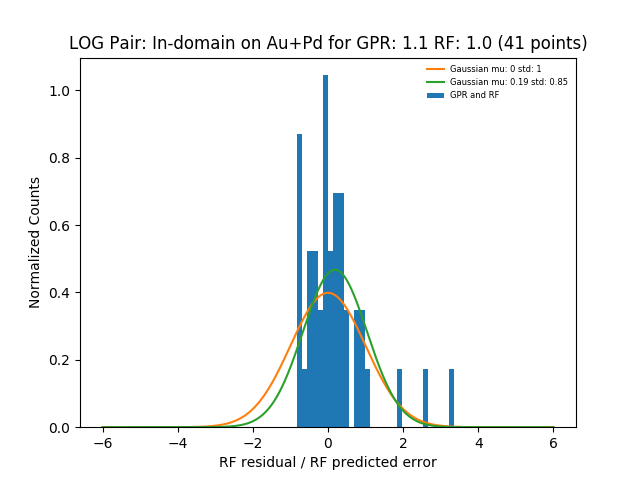 LOG Pair: In-domain on Au+Pd for GPR: 1.1 RF: 1.0 (41 points)
Gaussian mu: 0 std: 1
Gaussian mu: 0.19 std: 0.85
GPR and RF
Normalized Counts
1.0
0.8
0.6
0.4
0.2
0.0
−6 −4 −2 0 2 4 6
RF residual / RF predicted error